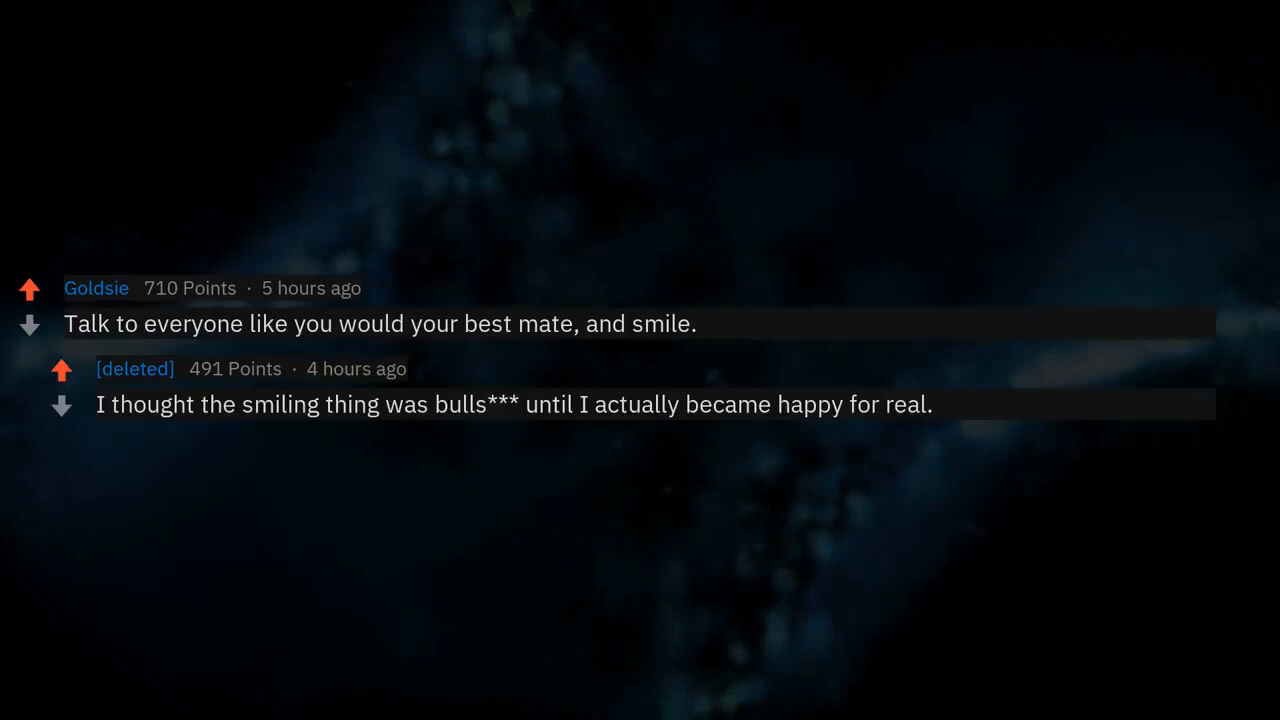 Goldsie 710 Points · 5 hours ago
Talk to everyone like you would your best mate, and smile.
[deleted] 491 Points · 4 hours ago
I thought the smiling thing was bulls*** until I actually became happy for real.